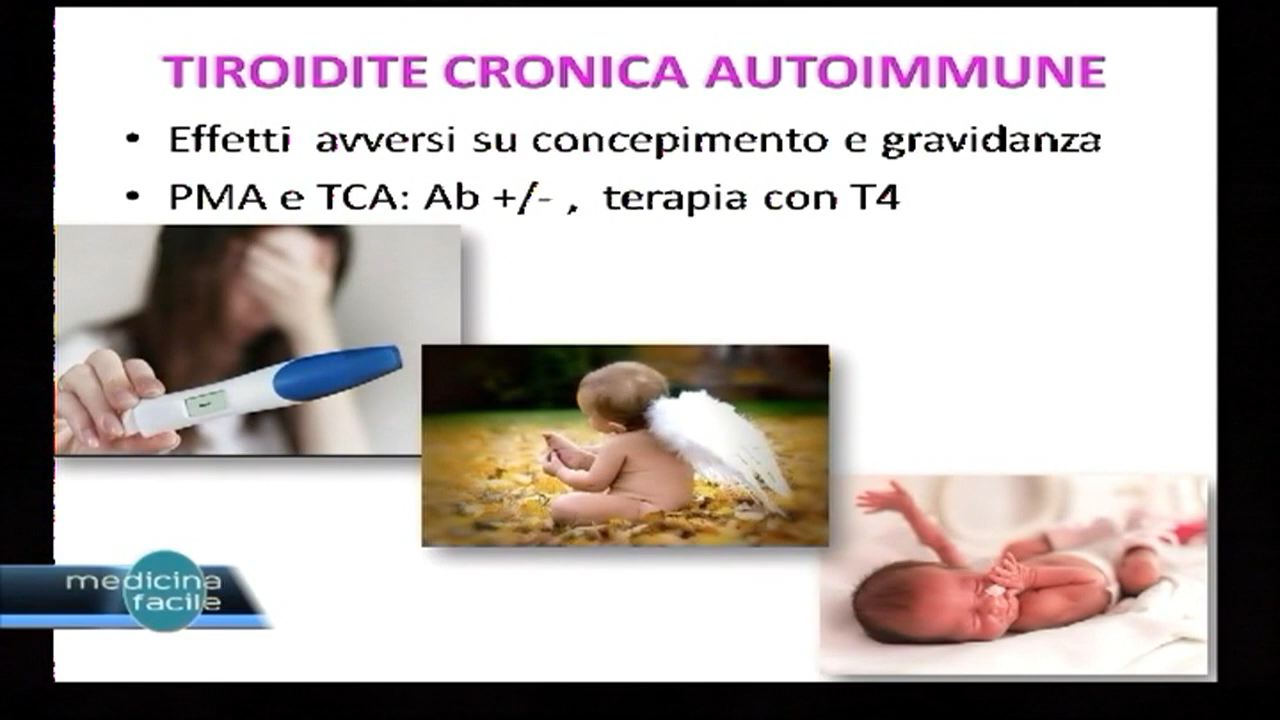 TIROIDITE CRONICA AUTOIMMUNE
• Effetti avversi su concepimento e gravidanza
• PMA e TCA: Ab +/- , terapia con T4
medicina
facile